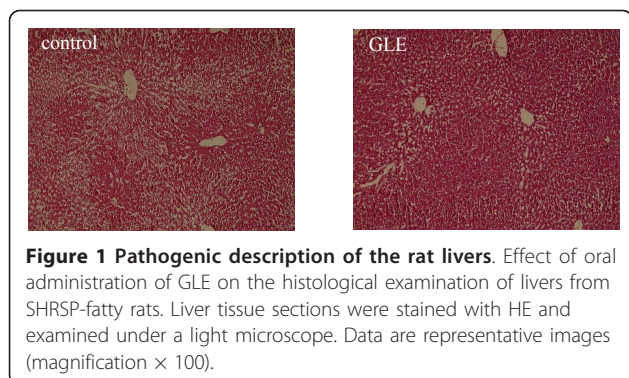 control
GLE
Figure 1 Pathogenic description of the rat livers. Effect of oral
administration of GLE on the histological examination of livers from
SHRSP-fatty rats. Liver tissue sections were stained with HE and
examined under a light microscope. Data are representative images
(magnification × 100).